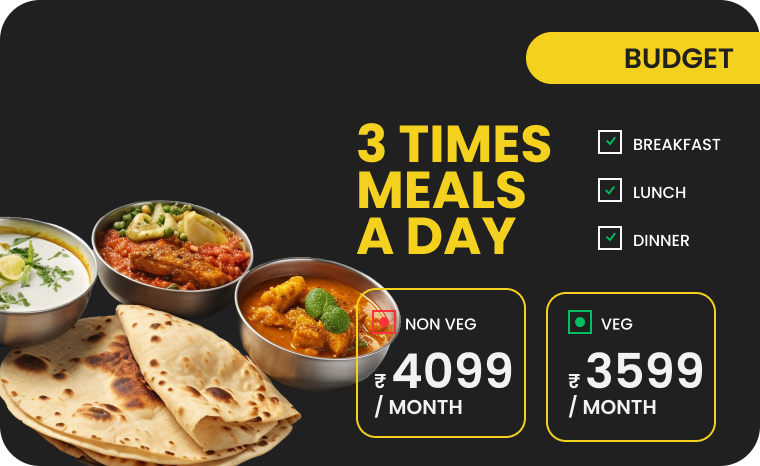 BUDGET
3 TIMES
MEALS
A DAY
BREAKFAST
LUNCH
DINNER
NON VEG
₹ 4099
/ MONTH
VEG
₹ 3599
/ MONTH